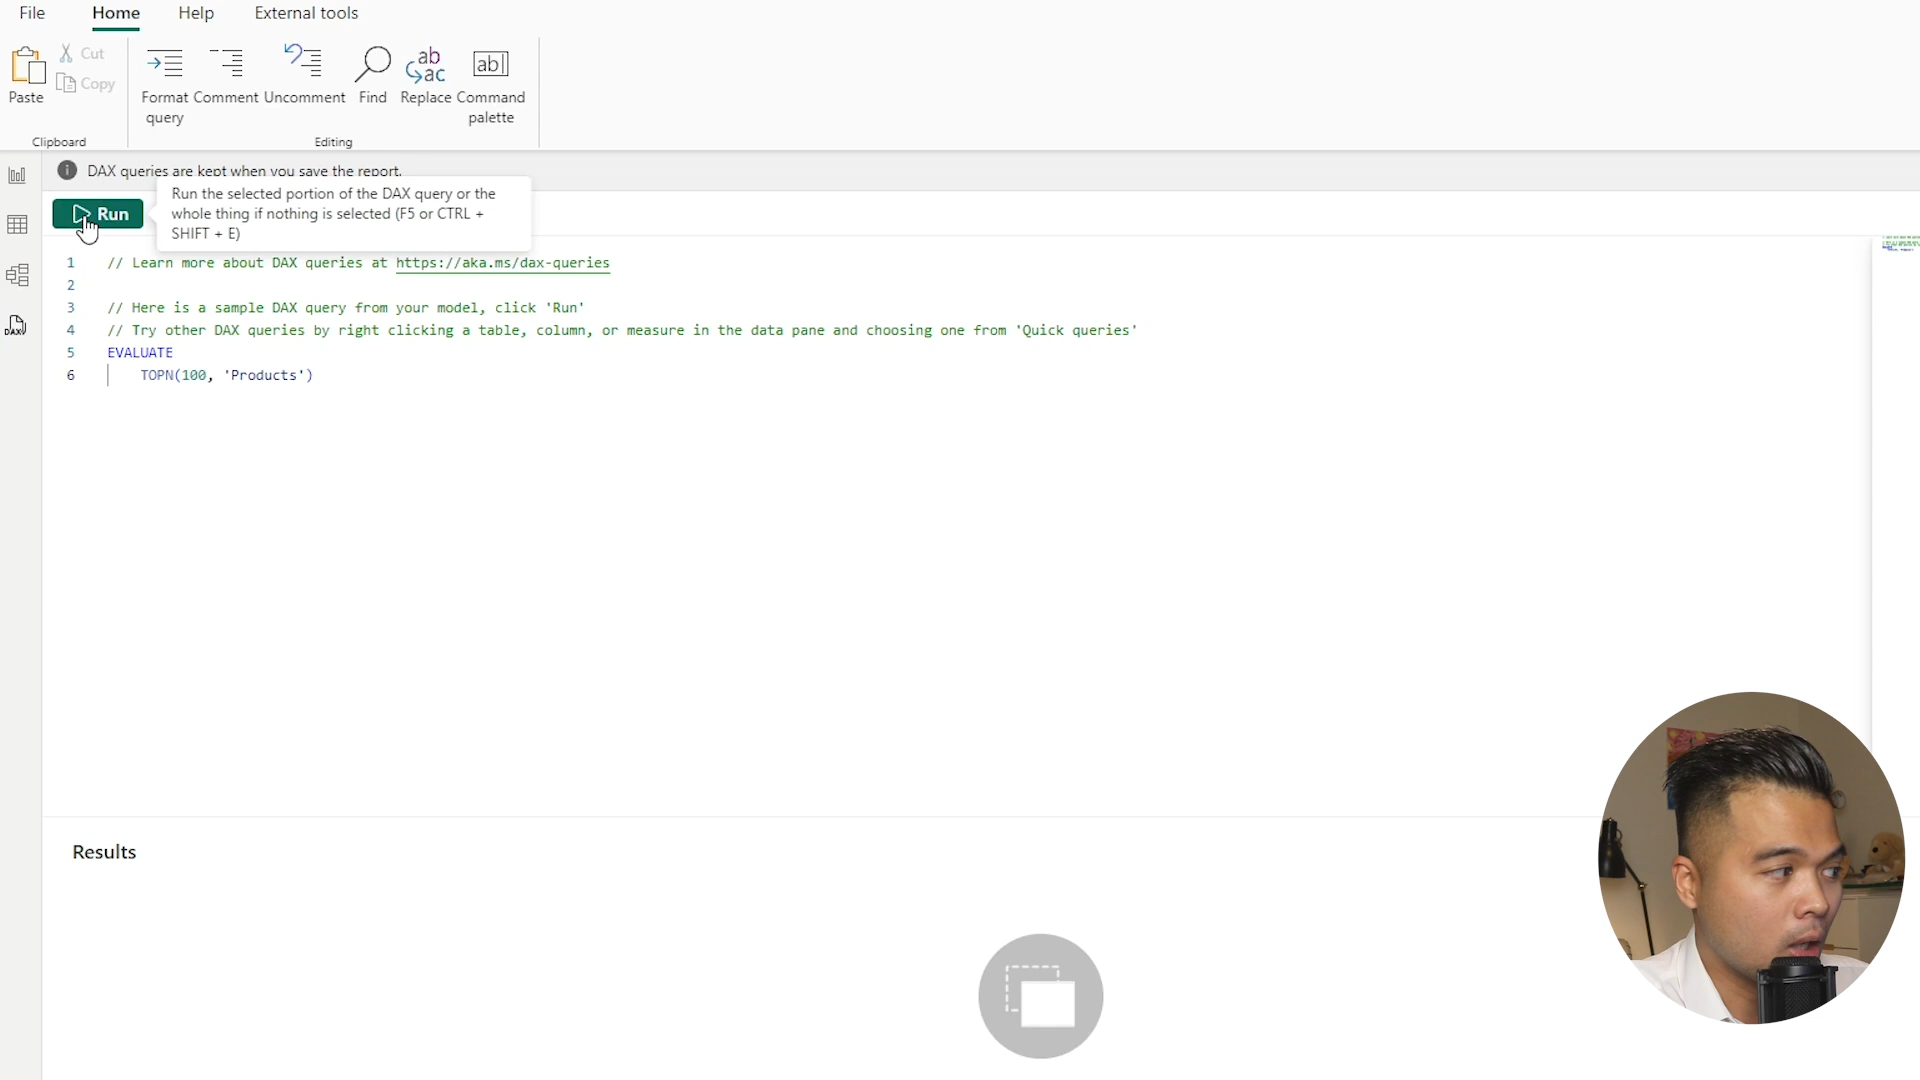 File Home Help External tools
Paste Cut Copy Format query Comment Uncomment Find Replace Command palette
Clipboard Editing
DAX queries are kept when you save the report.
Run
Run the selected portion of the DAX query or the
whole thing if nothing is selected (F5 or CTRL +
SHIFT + E)
1 // Learn more about DAX queries at https://aka.ms/dax-queries
2
3 // Here is a sample DAX query from your model, click 'Run'
4 // Try other DAX queries by right clicking a table, column, or measure in the data pane and choosing one from 'Quick queries'
5 EVALUATE
6 TOPN(100, 'Products')
Results